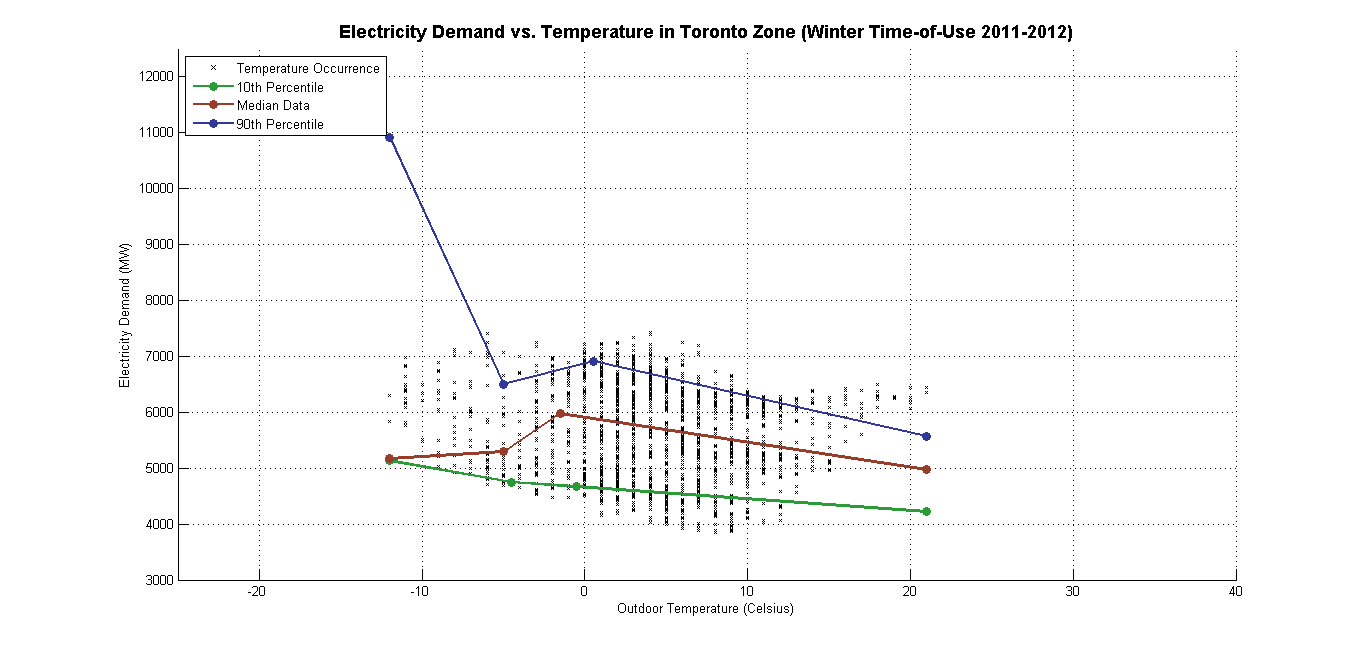 Electricity Demand vs. Temperature in Toronto Zone (Winter Time-of-Use 2011-2012)
Temperature Occurrence
10th Percentile
Median Data
90th Percentile
12000
11000
10000
9000
8000
7000
6000
5000
4000
3000
Electricity Demand (MW)
-20 -10 0 10 20 30 40
Outdoor Temperature (Celsius)